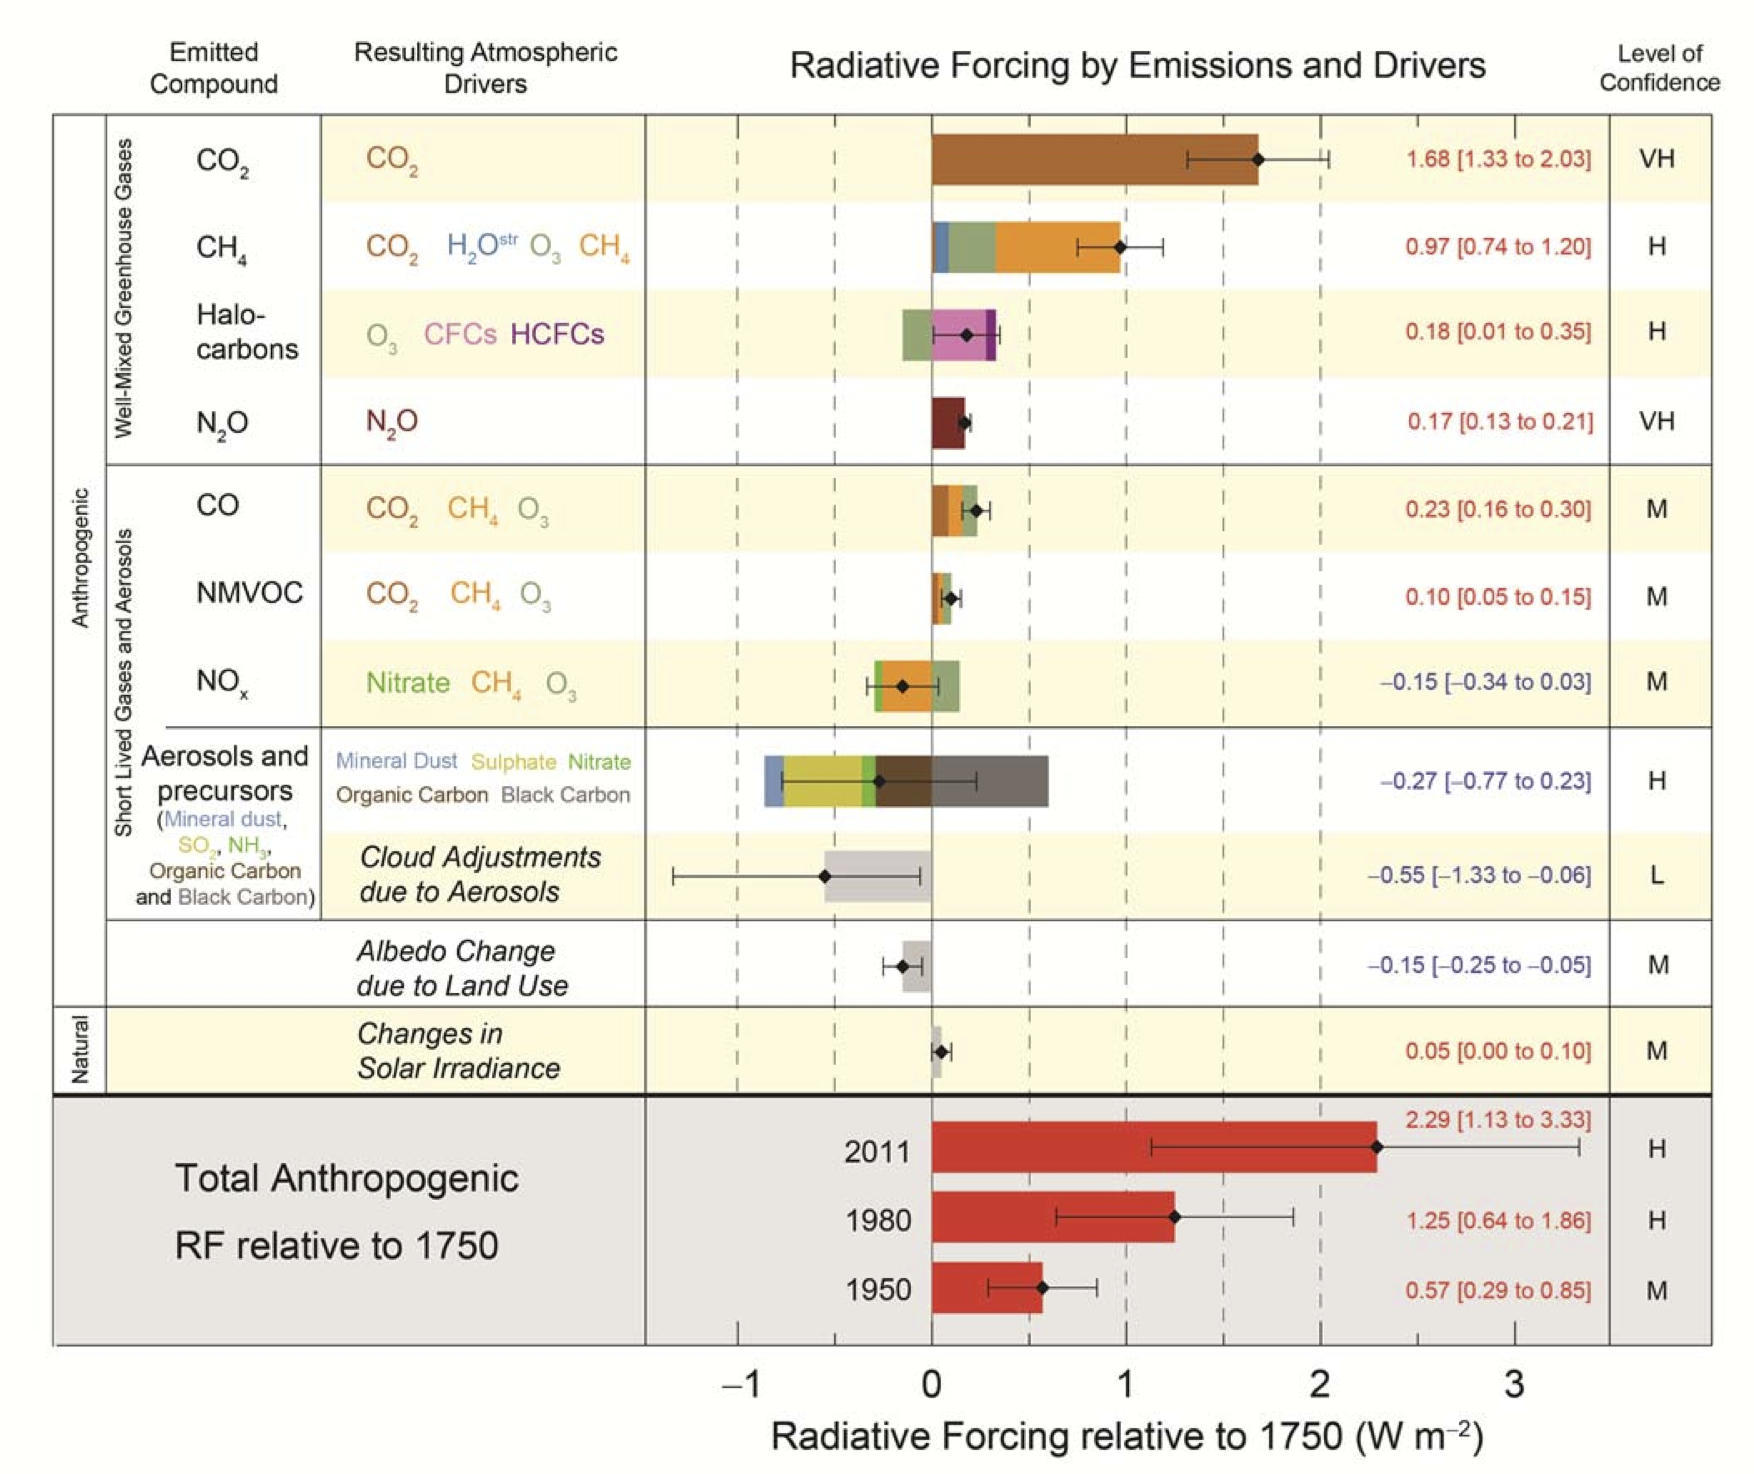 Emitted
Compound
Resulting Atmospheric
Drivers
Radiative Forcing by Emissions and Drivers
Level of
Confidence
Anthropogenic
Well-Mixed Greenhouse Gases
CO₂ CO₂ 1.68 [1.33 to 2.03] VH
CH₄ CO₂ H₂Oˢᵗʳ O₃ CH₄ 0.97 [0.74 to 1.20] H
Halo-
carbons
O₃ CFCs HCFCs 0.18 [0.01 to 0.35] H
N₂O N₂O 0.17 [0.13 to 0.21] VH
Short Lived Gases and Aerosols
CO CO₂ CH₄ O₃ 0.23 [0.16 to 0.30] M
NMVOC CO₂ CH₄ O₃ 0.10 [0.05 to 0.15] M
NOₓ Nitrate CH₄ O₃ −0.15 [−0.34 to 0.03] M
Aerosols and
precursors
(Mineral dust,
SO₂, NH₃,
Organic Carbon
and Black Carbon)
Mineral Dust Sulphate Nitrate
Organic Carbon Black Carbon
−0.27 [−0.77 to 0.23] H
Cloud Adjustments
due to Aerosols
−0.55 [−1.33 to −0.06] L
Albedo Change
due to Land Use
−0.15 [−0.25 to −0.05] M
Natural
Changes in
Solar Irradiance
0.05 [0.00 to 0.10] M
Total Anthropogenic
RF relative to 1750
2011 2.29 [1.13 to 3.33] H
1980 1.25 [0.64 to 1.86] H
1950 0.57 [0.29 to 0.85] M
−1 0 1 2 3
Radiative Forcing relative to 1750 (W m⁻²)